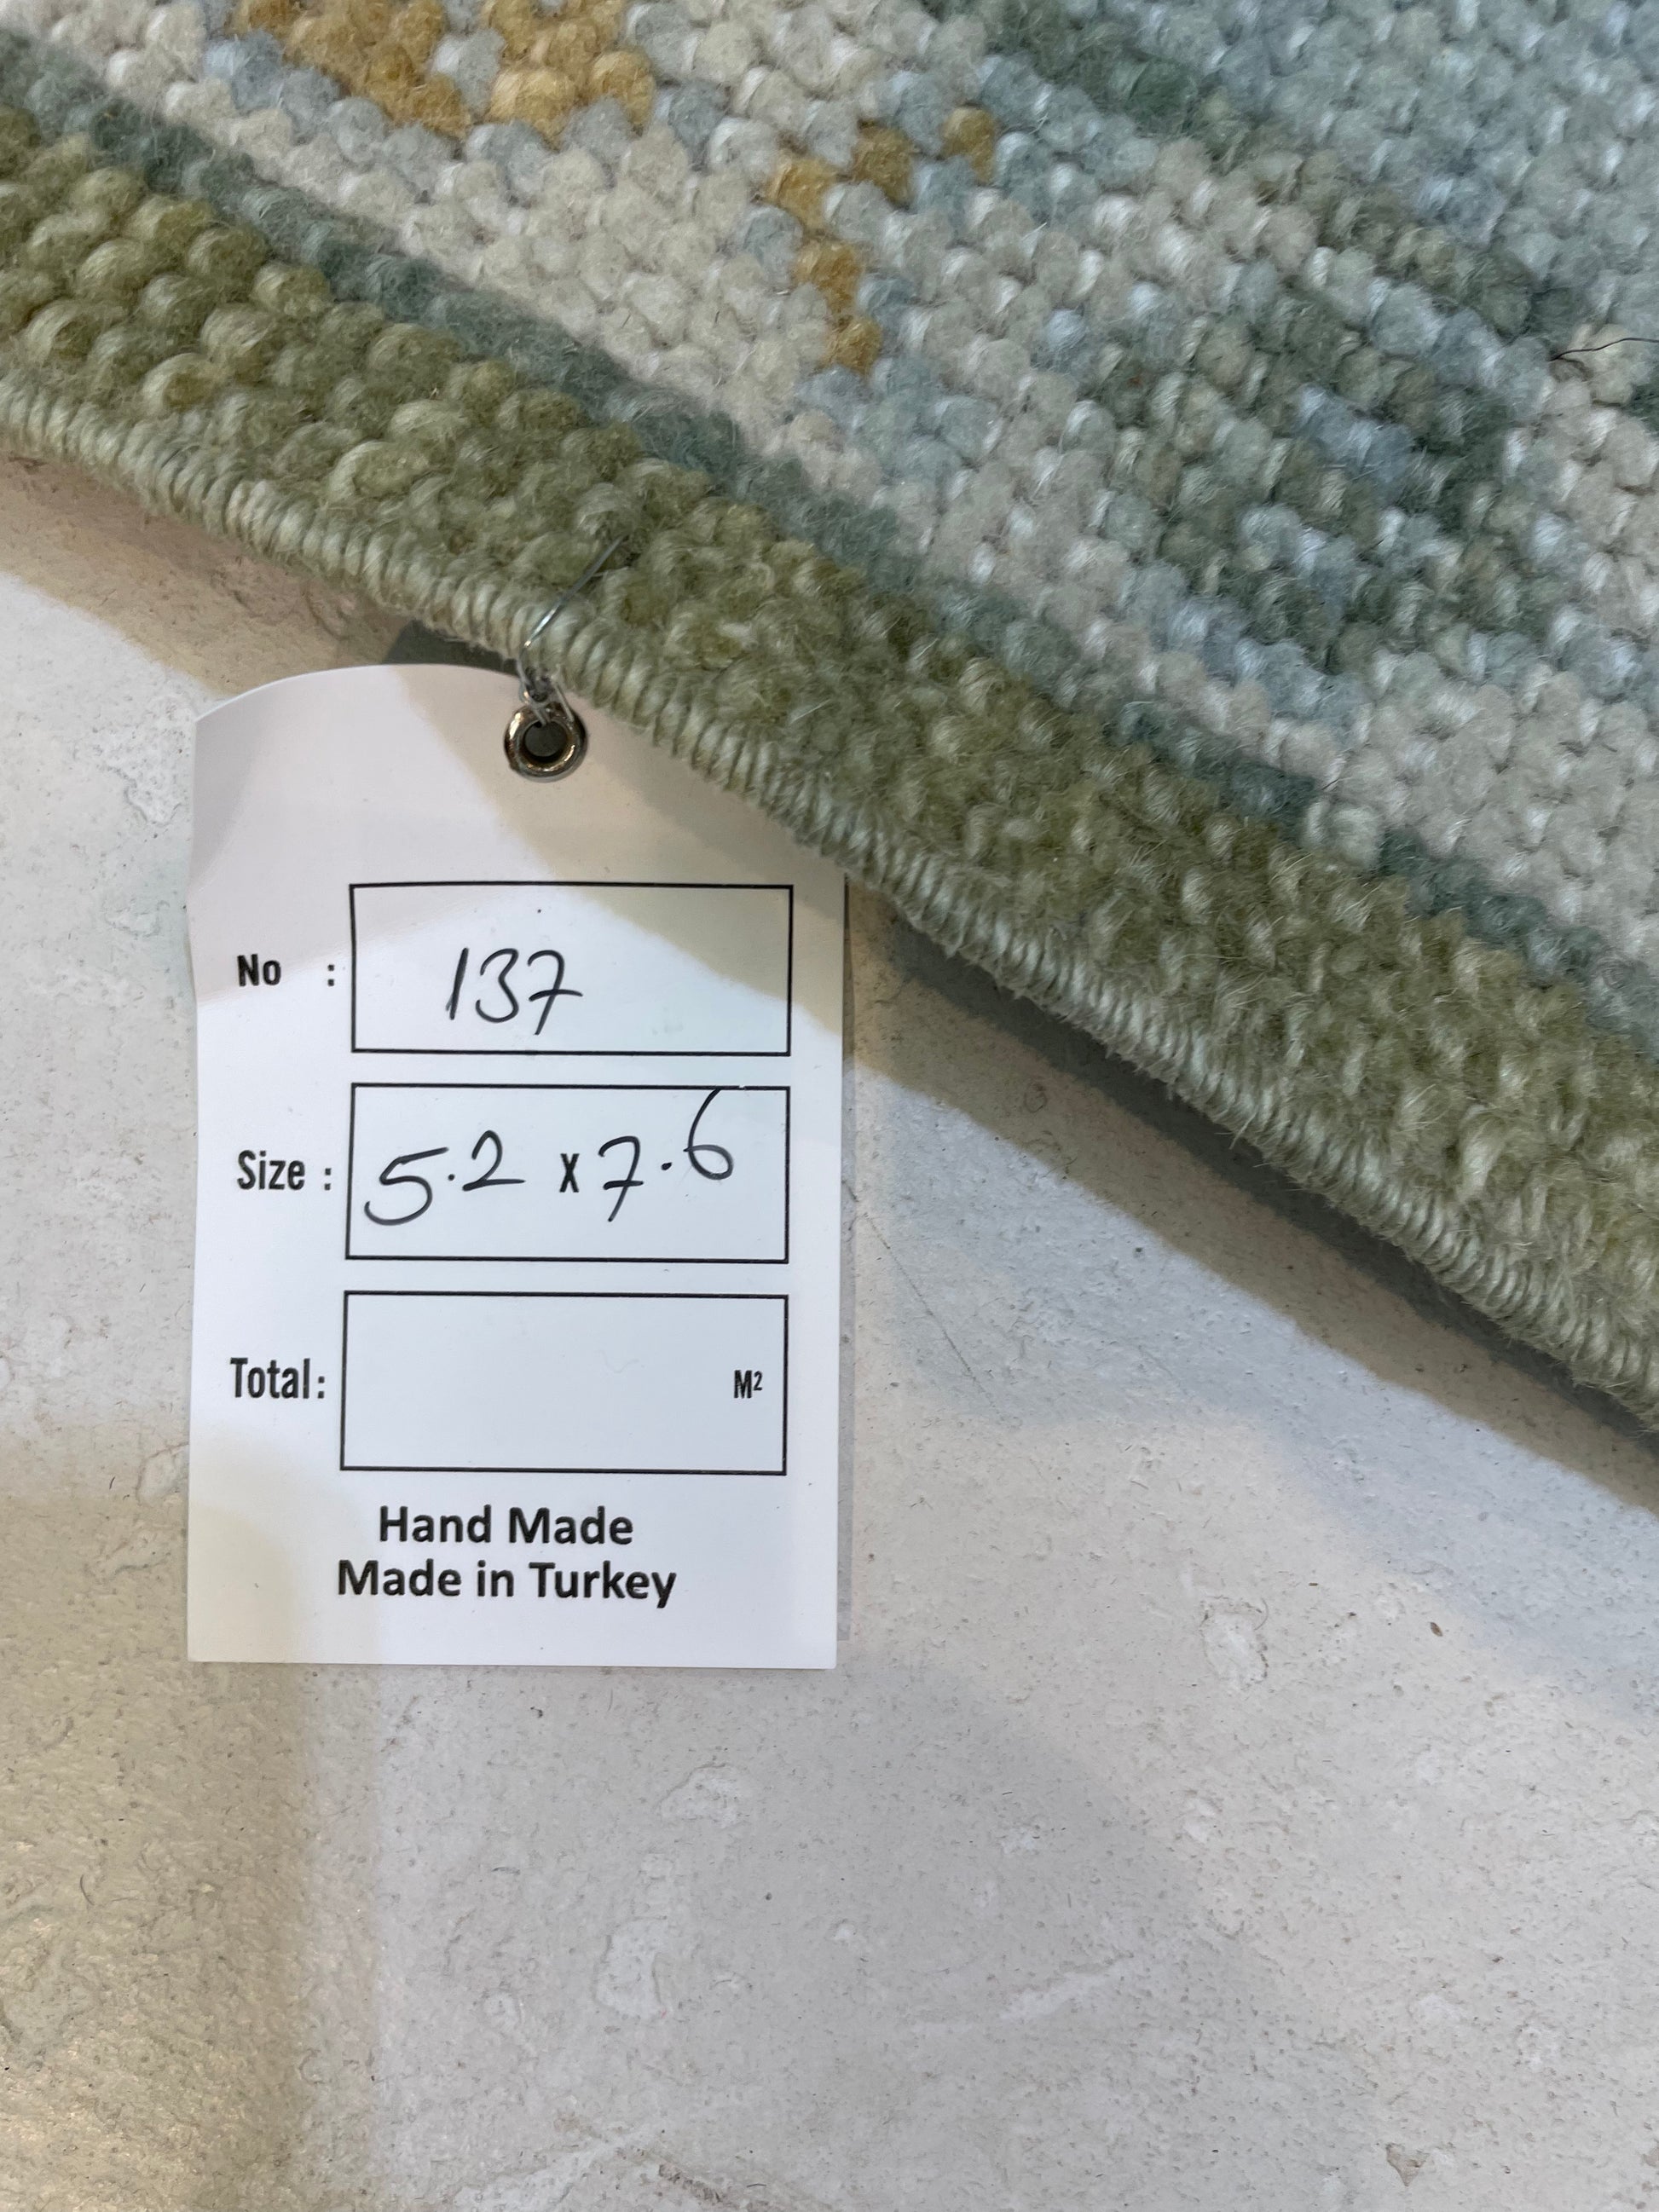 No : 137
Size : 5.2 x 7.6
Total: M²
Hand Made
Made in Turkey